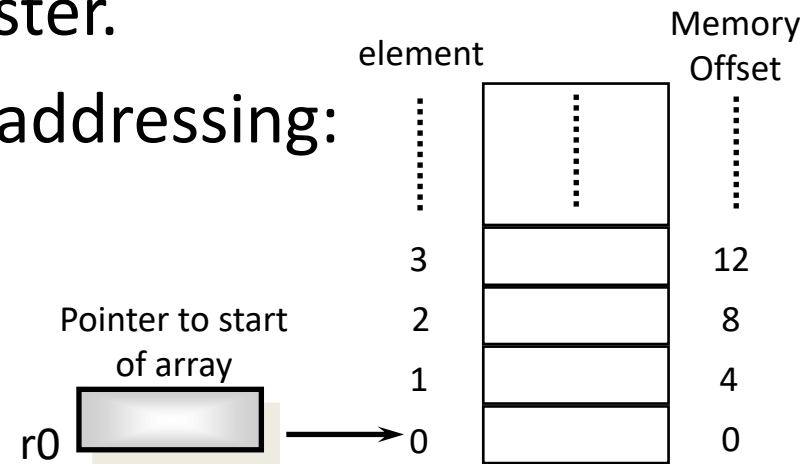 ster.
addressing:
element
Memory
Offset
3 12
2 8
1 4
0 0
Pointer to start
of array
r0